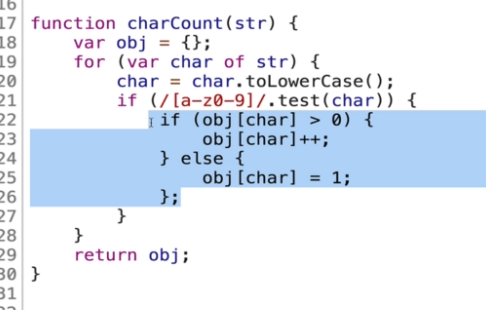 16
17 function charCount(str) {
18     var obj = {};
19     for (var char of str) {
20         char = char.toLowerCase();
21         if (/[a-z0-9]/.test(char)) {
22             if (obj[char] > 0) {
23                 obj[char]++;
24             } else {
25                 obj[char] = 1;
26             };
27         }
28     }
29     return obj;
30 }
31